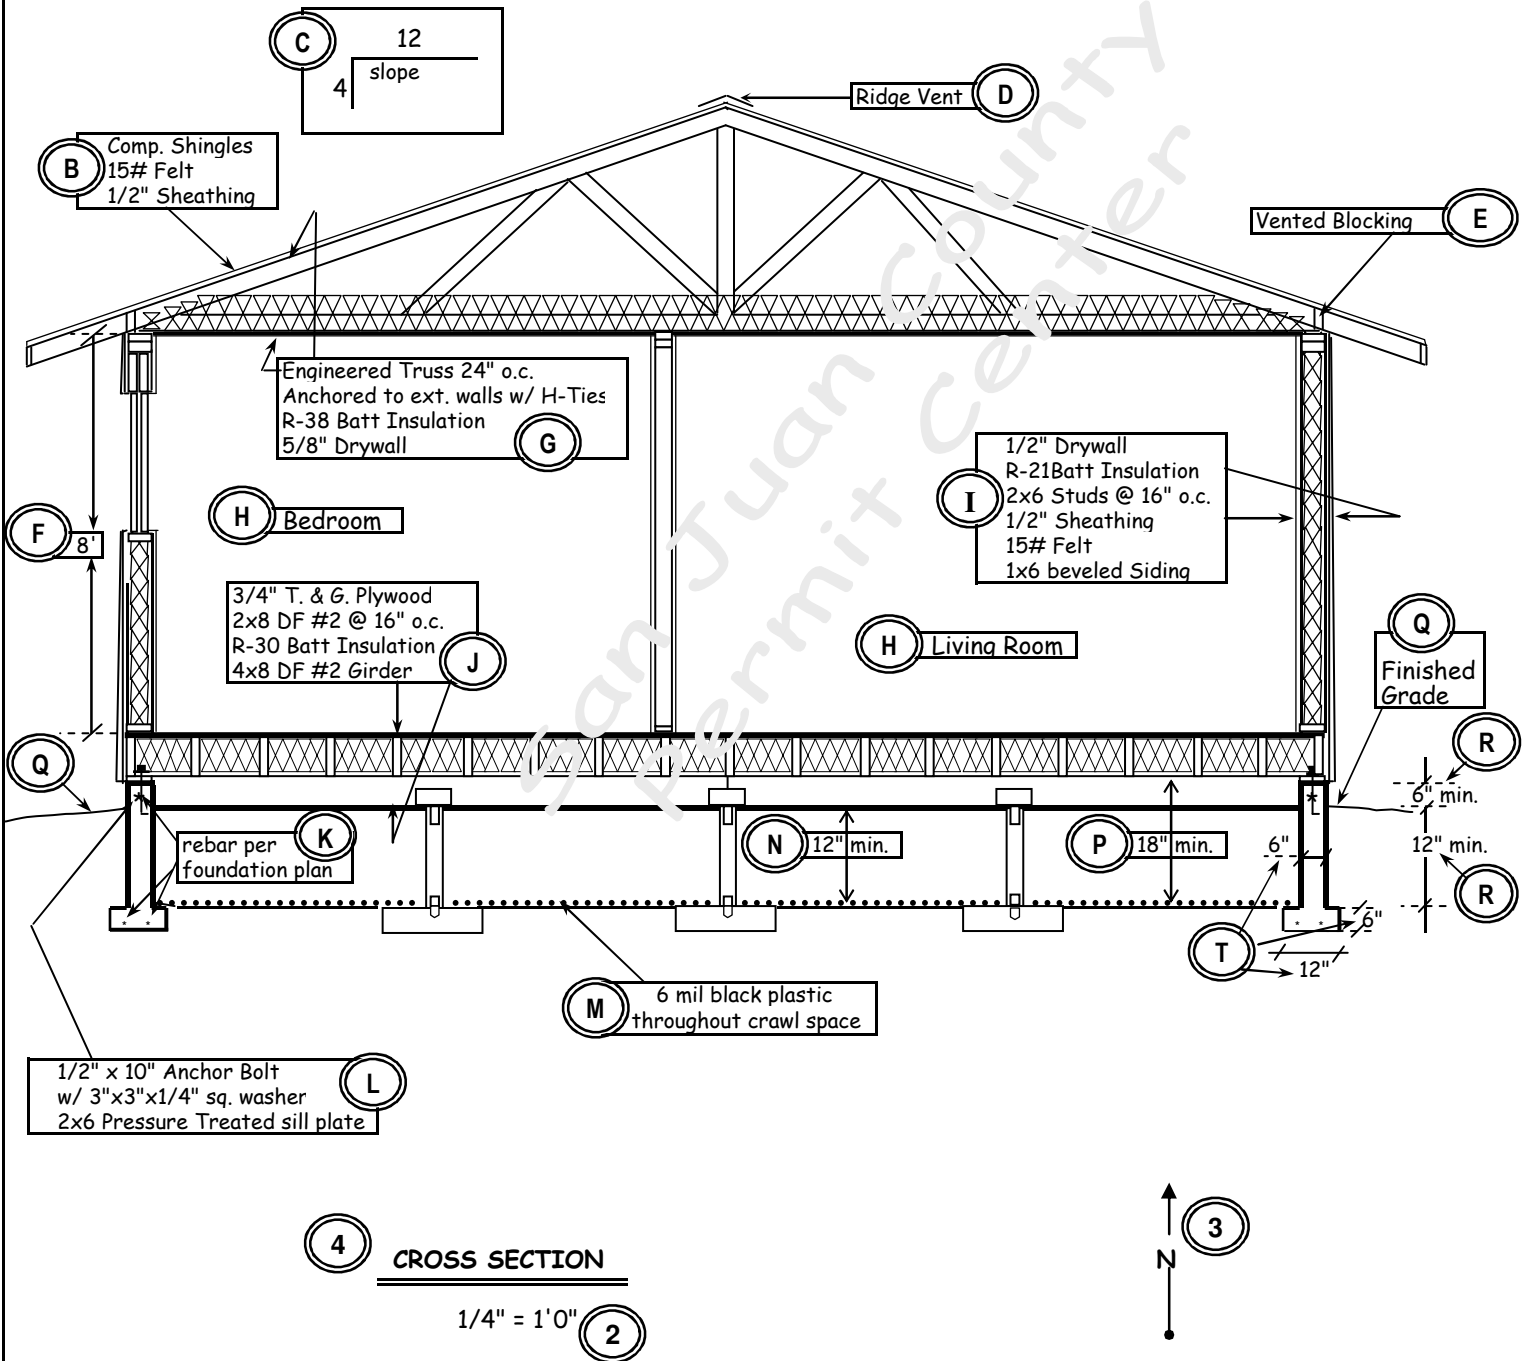 C
12
slope
4
Ridge Vent
D
B
Comp. Shingles
15# Felt
1/2" Sheathing
Vented Blocking
E
Engineered Truss 24" o.c.
Anchored to ext. walls w/ H-Ties
R-38 Batt Insulation
5/8" Drywall
G
I
1/2" Drywall
R-21Batt Insulation
2x6 Studs @ 16" o.c.
1/2" Sheathing
15# Felt
1x6 beveled Siding
H
Bedroom
F
8'
3/4" T. & G. Plywood
2x8 DF #2 @ 16" o.c.
R-30 Batt Insulation
4x8 DF #2 Girder
J
H
Living Room
Q
Finished
Grade
San Juan County
Permit Center
Q
R
6" min.
K
rebar per
foundation plan
N
12" min.
P
18" min.
6"
12" min.
R
6"
T
12"
M
6 mil black plastic
throughout crawl space
1/2" x 10" Anchor Bolt
w/ 3"x3"x1/4" sq. washer
2x6 Pressure Treated sill plate
L
3
N
4
CROSS SECTION
1/4" = 1'0"
2